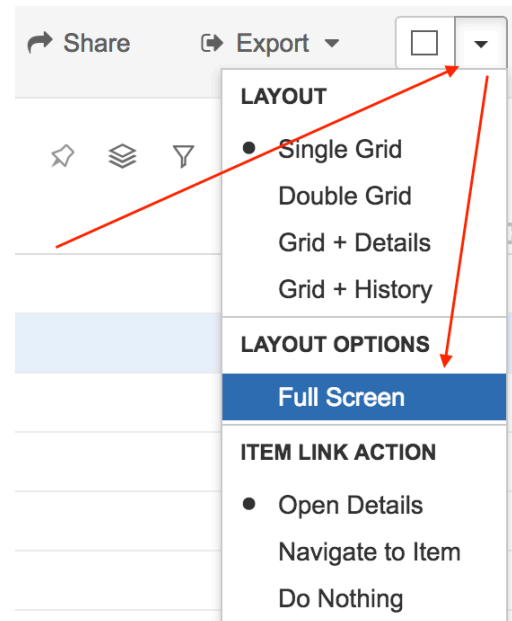 Share
Export
LAYOUT
Single Grid
Double Grid
Grid + Details
Grid + History
LAYOUT OPTIONS
Full Screen
ITEM LINK ACTION
Open Details
Navigate to Item
Do Nothing